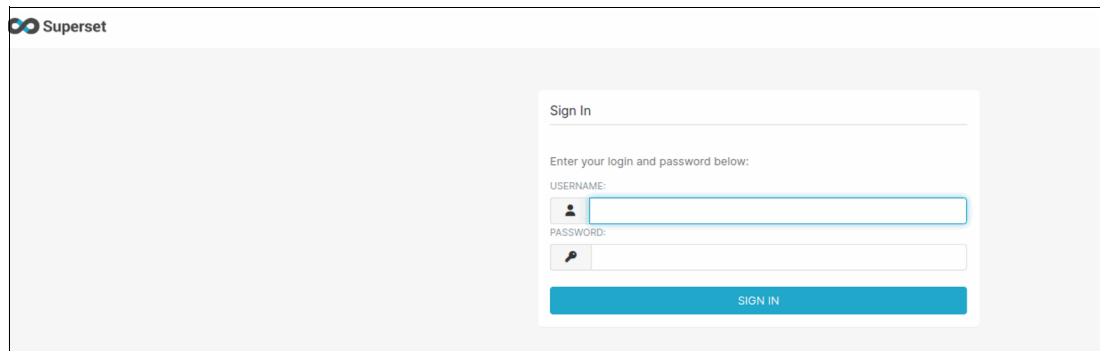 Superset
Sign In
Enter your login and password below:
USERNAME:
PASSWORD:
SIGN IN